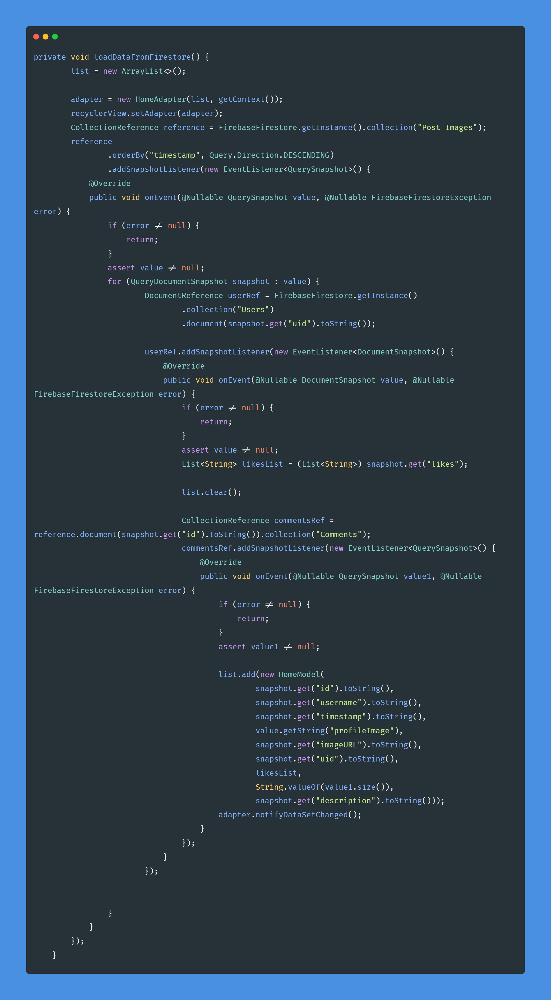 private void loadDataFromFirestore() {
        list = new ArrayList<>();

        adapter = new HomeAdapter(list, getContext());
        recyclerView.setAdapter(adapter);
        CollectionReference reference = FirebaseFirestore.getInstance().collection("Post Images");
        reference
                .orderBy("timestamp", Query.Direction.DESCENDING)
                .addSnapshotListener(new EventListener<QuerySnapshot>() {
            @Override
            public void onEvent(@Nullable QuerySnapshot value, @Nullable FirebaseFirestoreException
error) {
                if (error != null) {
                    return;
                }
                assert value != null;
                for (QueryDocumentSnapshot snapshot : value) {
                        DocumentReference userRef = FirebaseFirestore.getInstance()
                                .collection("Users")
                                .document(snapshot.get("uid").toString());

                        userRef.addSnapshotListener(new EventListener<DocumentSnapshot>() {
                            @Override
                            public void onEvent(@Nullable DocumentSnapshot value, @Nullable
FirebaseFirestoreException error) {
                                if (error != null) {
                                    return;
                                }
                                assert value != null;
                                List<String> likesList = (List<String>) snapshot.get("likes");

                                list.clear();

                                CollectionReference commentsRef =
reference.document(snapshot.get("id").toString()).collection("Comments");
                                commentsRef.addSnapshotListener(new EventListener<QuerySnapshot>() {
                                    @Override
                                    public void onEvent(@Nullable QuerySnapshot value1, @Nullable
FirebaseFirestoreException error) {
                                        if (error != null) {
                                            return;
                                        }
                                        assert value1 != null;

                                        list.add(new HomeModel(
                                                snapshot.get("id").toString(),
                                                snapshot.get("username").toString(),
                                                snapshot.get("timestamp").toString(),
                                                value.getString("profileImage"),
                                                snapshot.get("imageURL").toString(),
                                                snapshot.get("uid").toString(),
                                                likesList,
                                                String.valueOf(value1.size()),
                                                snapshot.get("description").toString()));
                                        adapter.notifyDataSetChanged();
                                    }
                                });
                            }
                        });


                }
            }
        });
    }